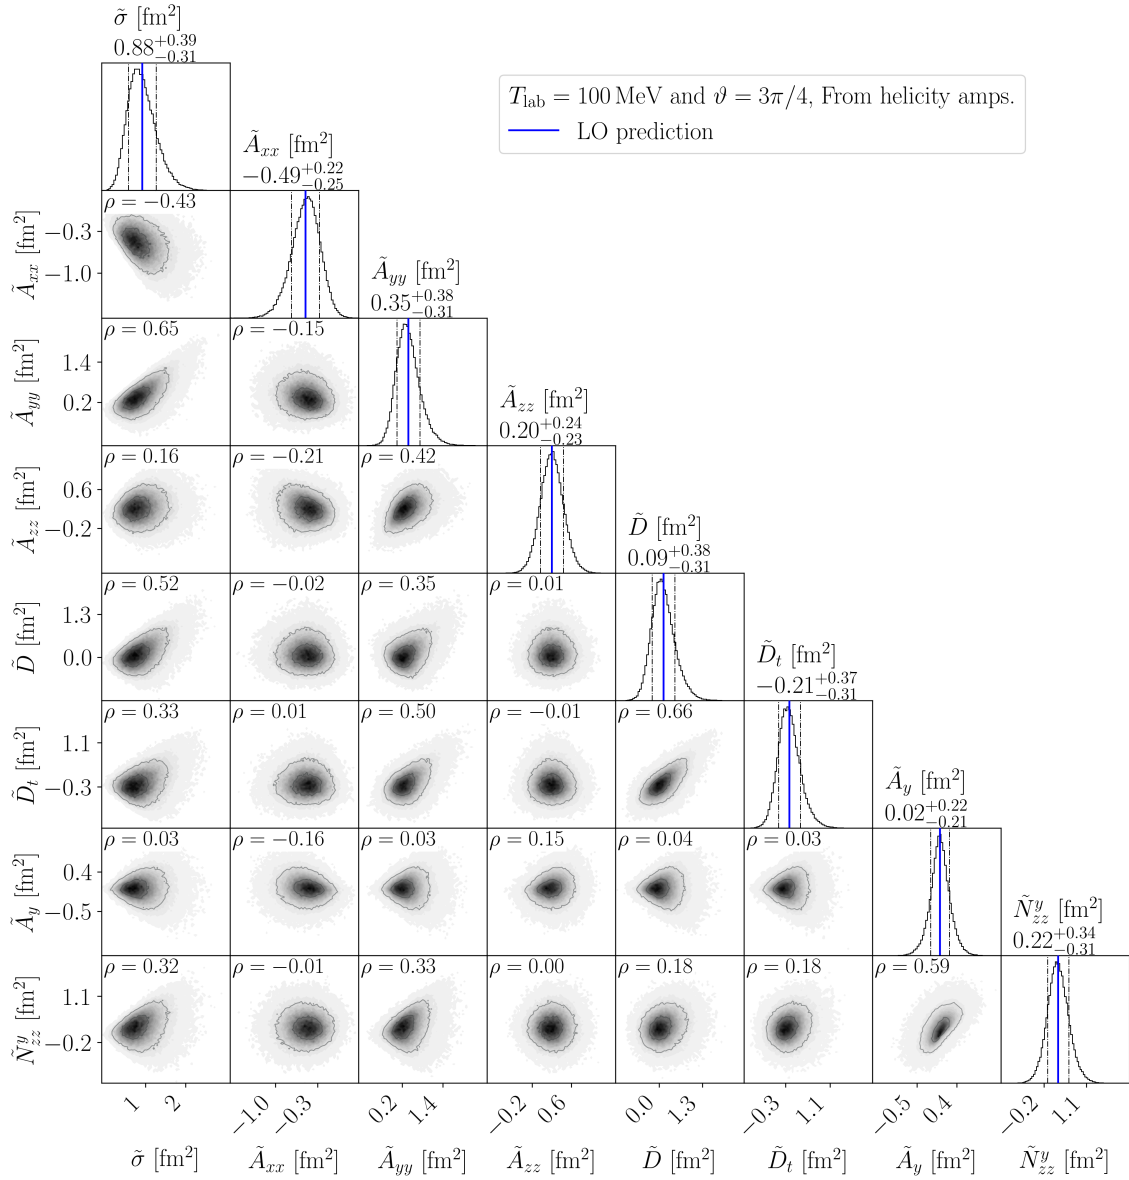 σ̃ [fm²]
0.88+0.39−0.31
T_lab = 100 MeV and ϑ = 3π/4, From helicity amps.
LO prediction
Ã_xx [fm²]
−0.49+0.22−0.25
Ã_xx [fm²]
−0.3
−1.0
ρ = −0.43
Ã_yy [fm²]
0.35+0.38−0.31
Ã_yy [fm²]
1.4
0.2
ρ = 0.65
ρ = −0.15
Ã_zz [fm²]
0.20+0.24−0.23
Ã_zz [fm²]
0.6
−0.2
ρ = 0.16
ρ = −0.21
ρ = 0.42
D̃ [fm²]
0.09+0.38−0.31
D̃ [fm²]
1.3
0.0
ρ = 0.52
ρ = −0.02
ρ = 0.35
ρ = 0.01
D̃_t [fm²]
−0.21+0.37−0.31
D̃_t [fm²]
1.1
−0.3
ρ = 0.33
ρ = 0.01
ρ = 0.50
ρ = −0.01
ρ = 0.66
Ã_y [fm²]
0.02+0.22−0.21
Ã_y [fm²]
0.4
−0.5
ρ = 0.03
ρ = −0.16
ρ = 0.03
ρ = 0.15
ρ = 0.04
ρ = 0.03
Ñ^y_zz [fm²]
0.22+0.34−0.31
Ñ^y_zz [fm²]
1.1
−0.2
ρ = 0.32
ρ = −0.01
ρ = 0.33
ρ = 0.00
ρ = 0.18
ρ = 0.18
ρ = 0.59
1 2
−1.0 −0.3
0.2 1.4
−0.2 0.6
0.0 1.3
−0.3 1.1
−0.5 0.4
−0.2 1.1
σ̃ [fm²]
Ã_xx [fm²]
Ã_yy [fm²]
Ã_zz [fm²]
D̃ [fm²]
D̃_t [fm²]
Ã_y [fm²]
Ñ^y_zz [fm²]